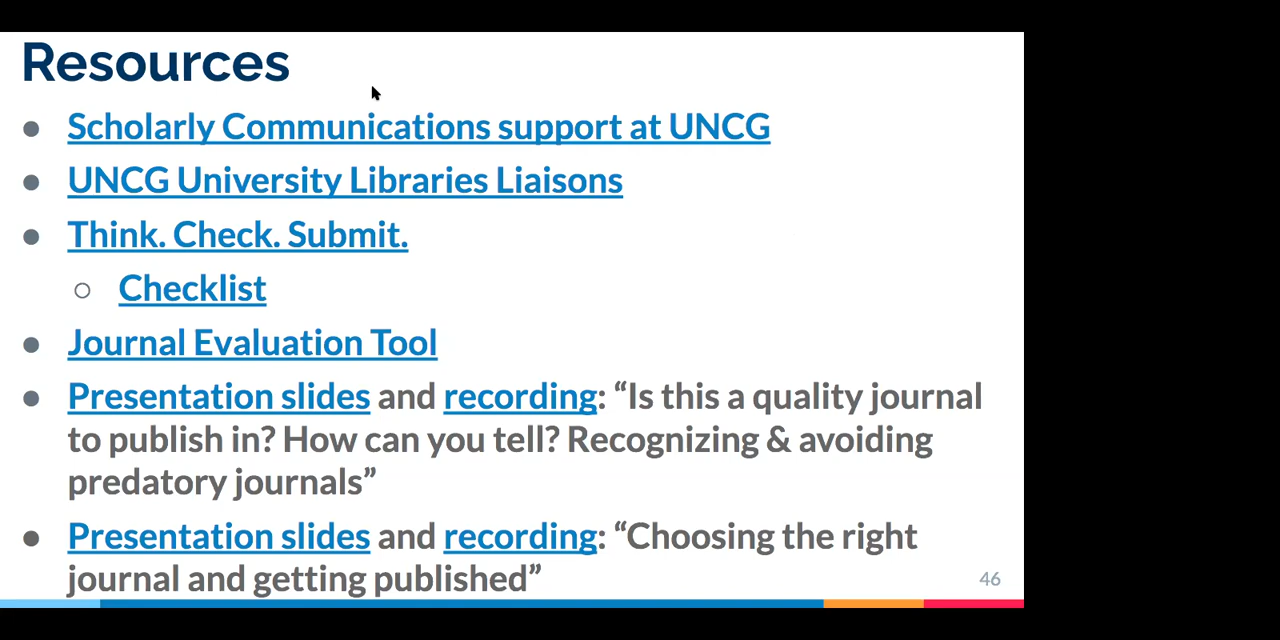 Resources
● Scholarly Communications support at UNCG
● UNCG University Libraries Liaisons
● Think. Check. Submit.
○ Checklist
● Journal Evaluation Tool
● Presentation slides and recording: “Is this a quality journal
to publish in? How can you tell? Recognizing & avoiding
predatory journals”
● Presentation slides and recording: “Choosing the right
journal and getting published”
46